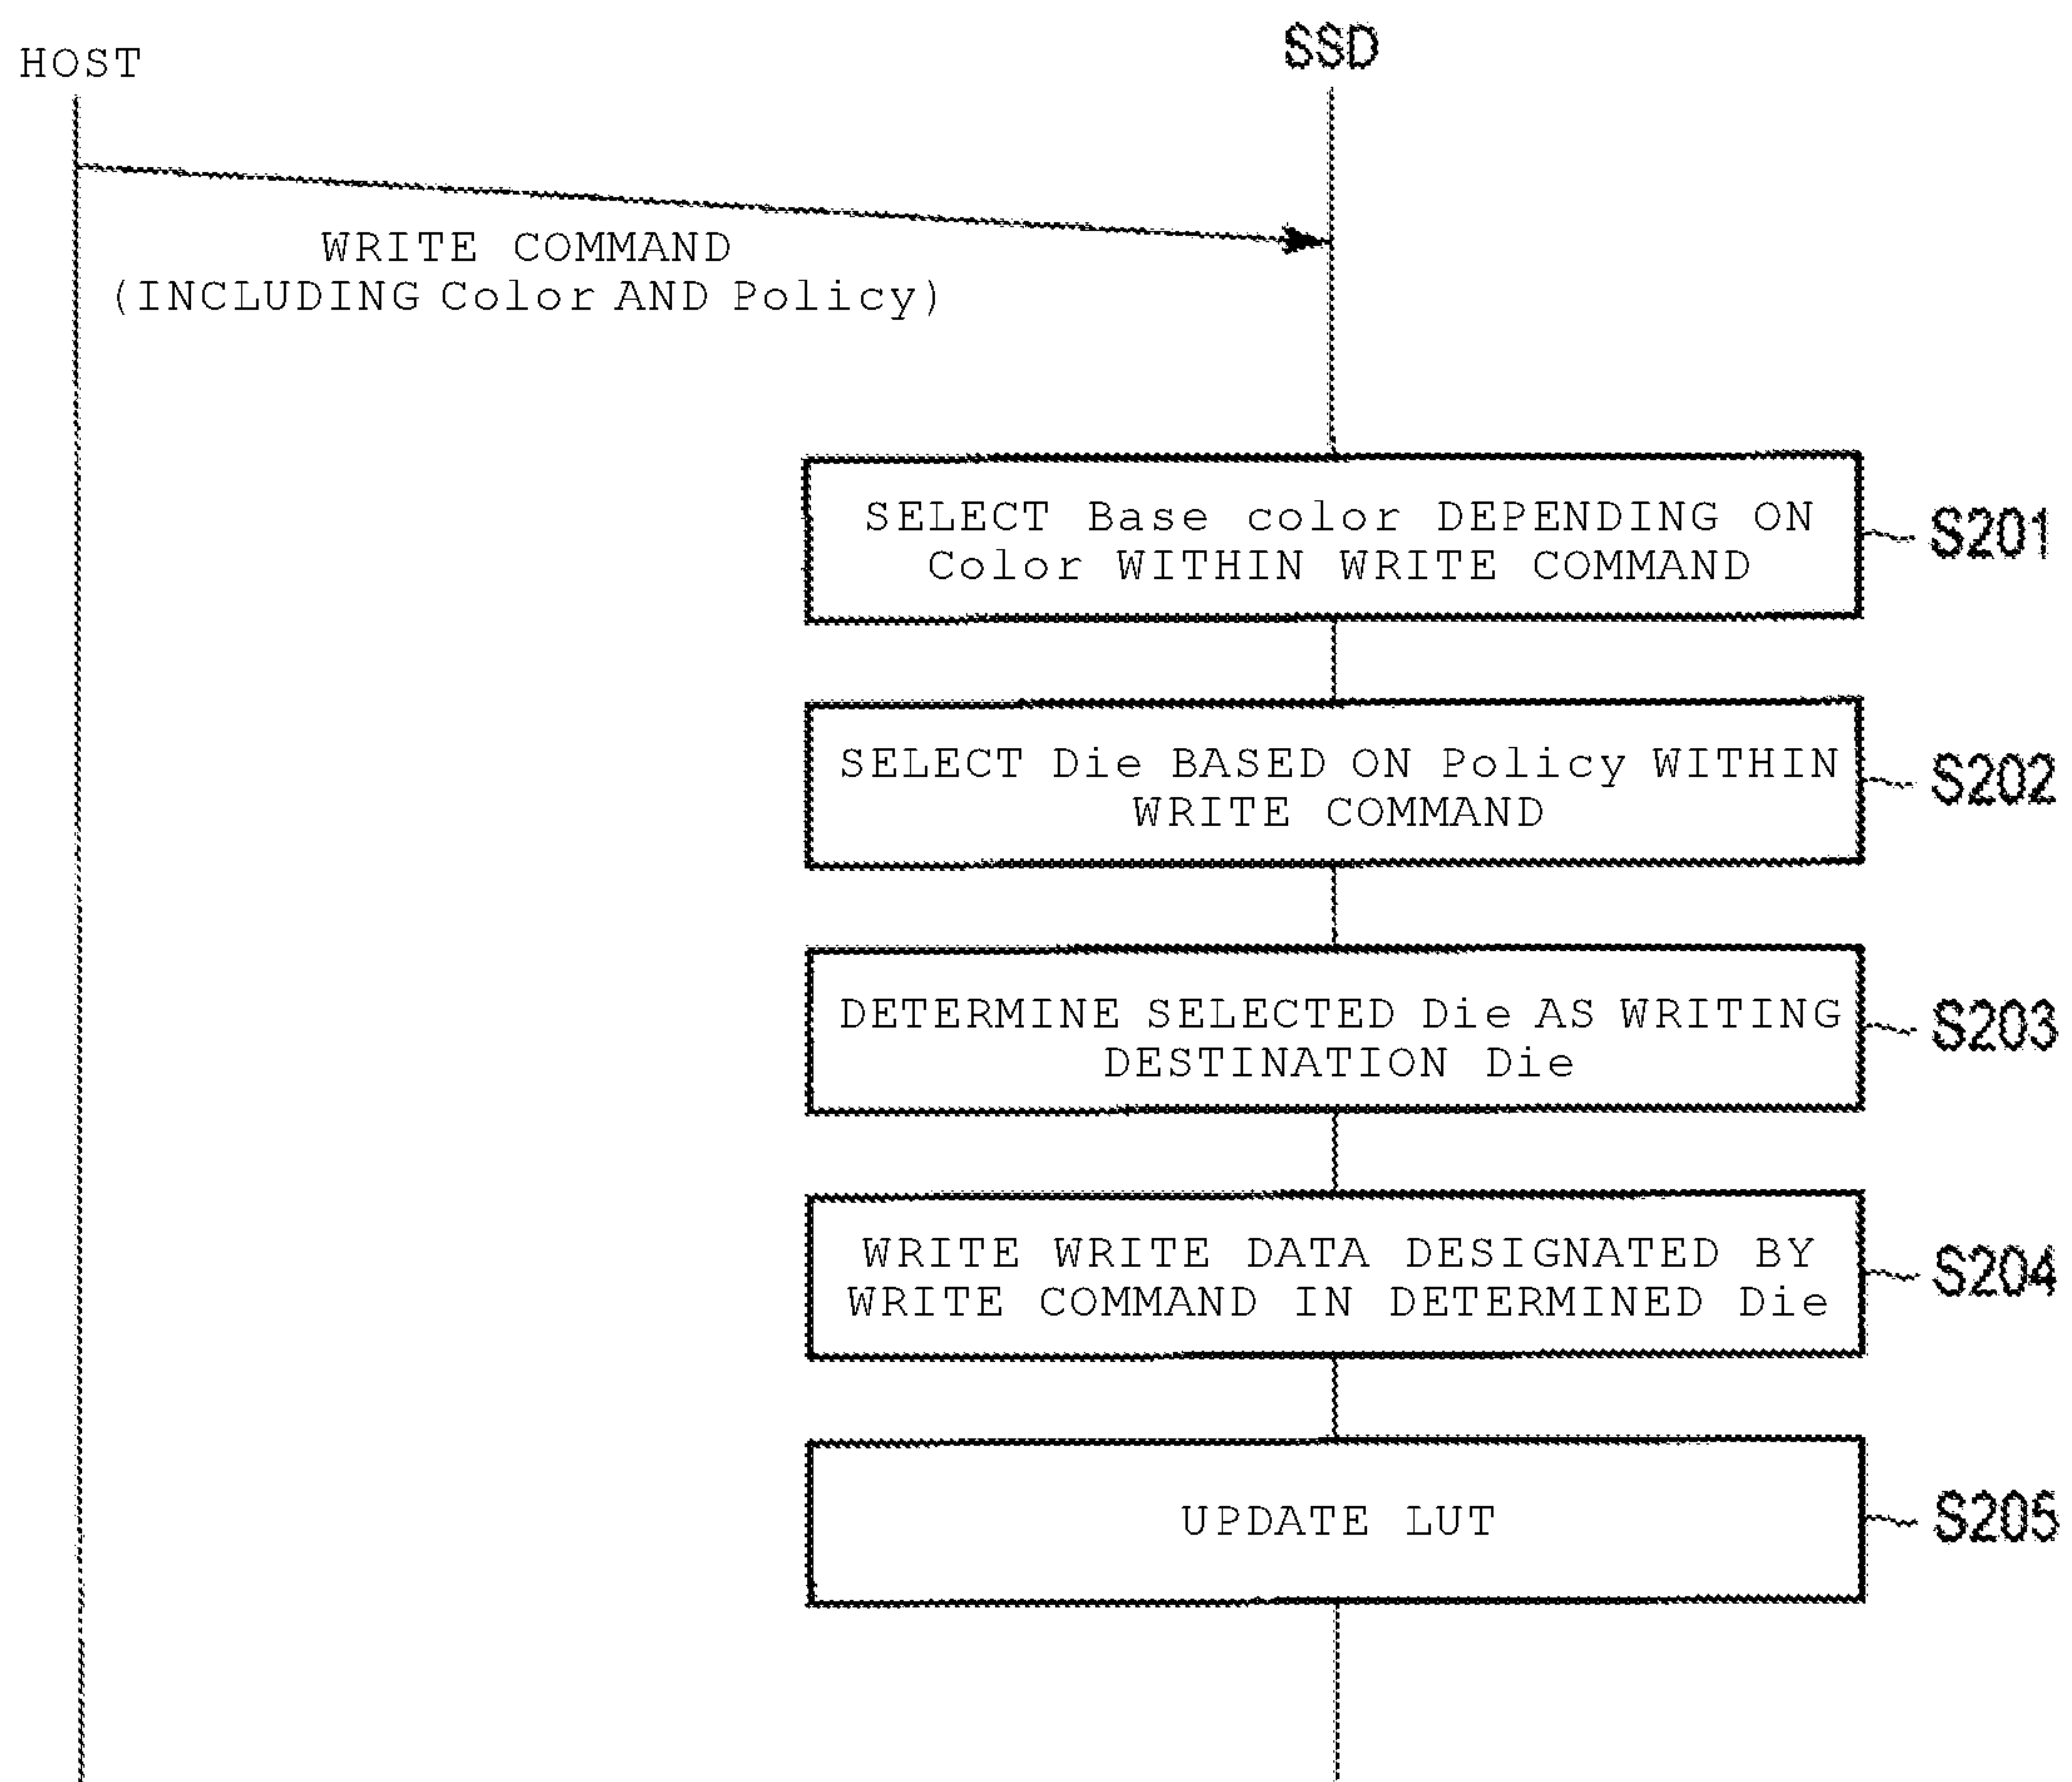 HOST
SSD
WRITE COMMAND
(INCLUDING Color AND Policy)
SELECT Base color DEPENDING ON
Color WITHIN WRITE COMMAND
S201
SELECT Die BASED ON Policy WITHIN
WRITE COMMAND
S202
DETERMINE SELECTED Die AS WRITING
DESTINATION Die
S203
WRITE WRITE DATA DESIGNATED BY
WRITE COMMAND IN DETERMINED Die
S204
UPDATE LUT
S205